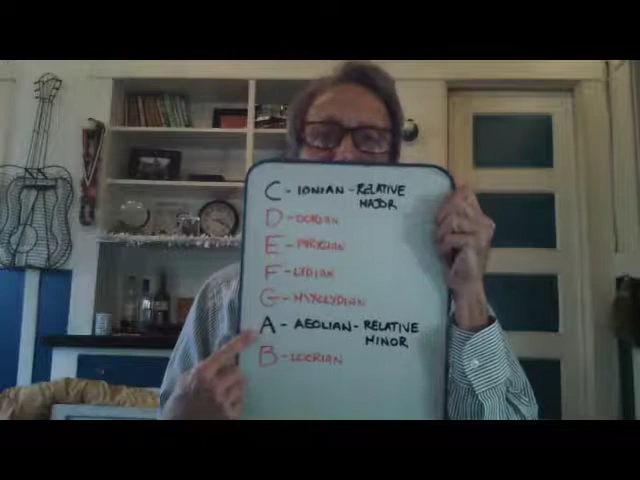 C - IONIAN - RELATIVE
MAJOR
D - DORIAN
E - PHRYGIAN
F - LYDIAN
G - MIXOLYDIAN
A - AEOLIAN - RELATIVE
MINOR
B - LOCRIAN